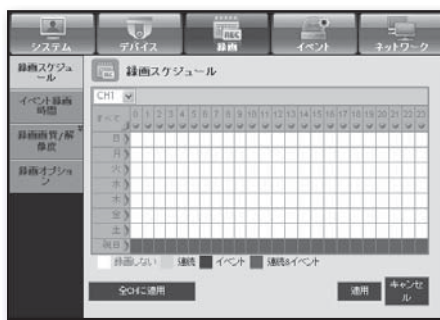 システム デバイス 録画 イベント ネットワーク
REC
録画スケジュ
ール
録画スケジュール
イベント録画
時間
録画画質/解
像度
録画オプショ
ン
CH1
すべて 0 1 2 3 4 5 6 7 8 9 10 11 12 13 14 15 16 17 18 19 20 21 22 23
日
月
火
水
木
金
土
祝日
録画しない 連続 イベント 連続&イベント
全CHに適用 適用 キャンセ
ル